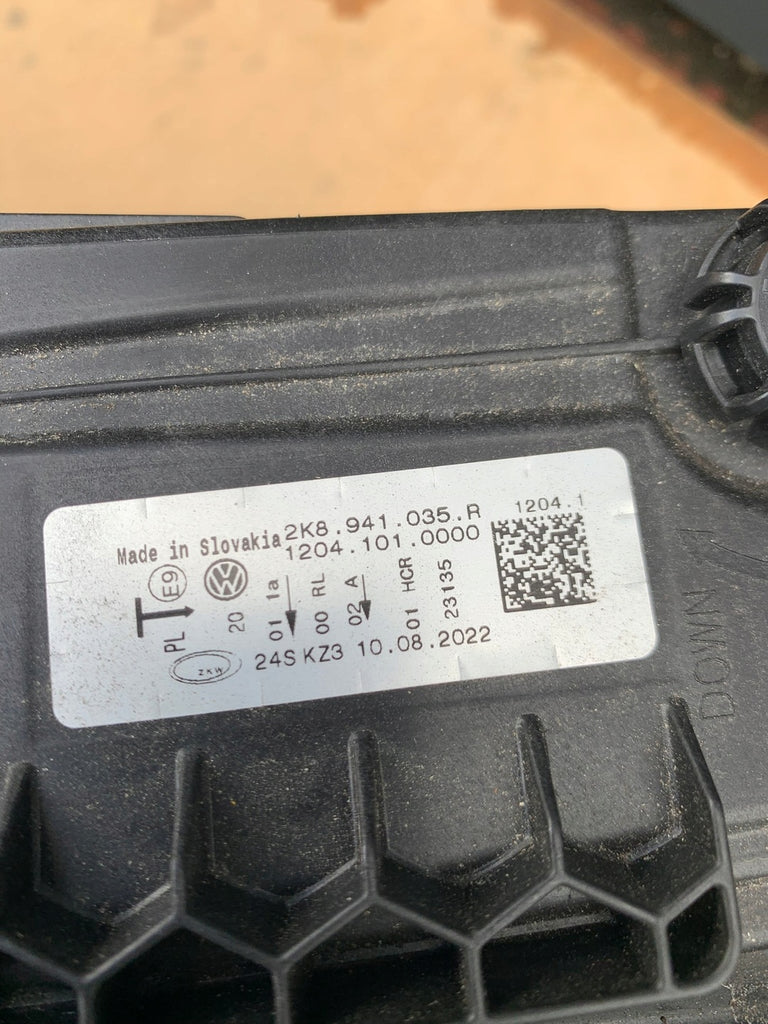 Made in Slovakia 2K8.941.035.R
1204.101.0000
1204.1
E9
PL
20
01 1a
00 RL
02 A
01 HCR
23135
ZKW
24S KZ3 10.08.2022
DOWN